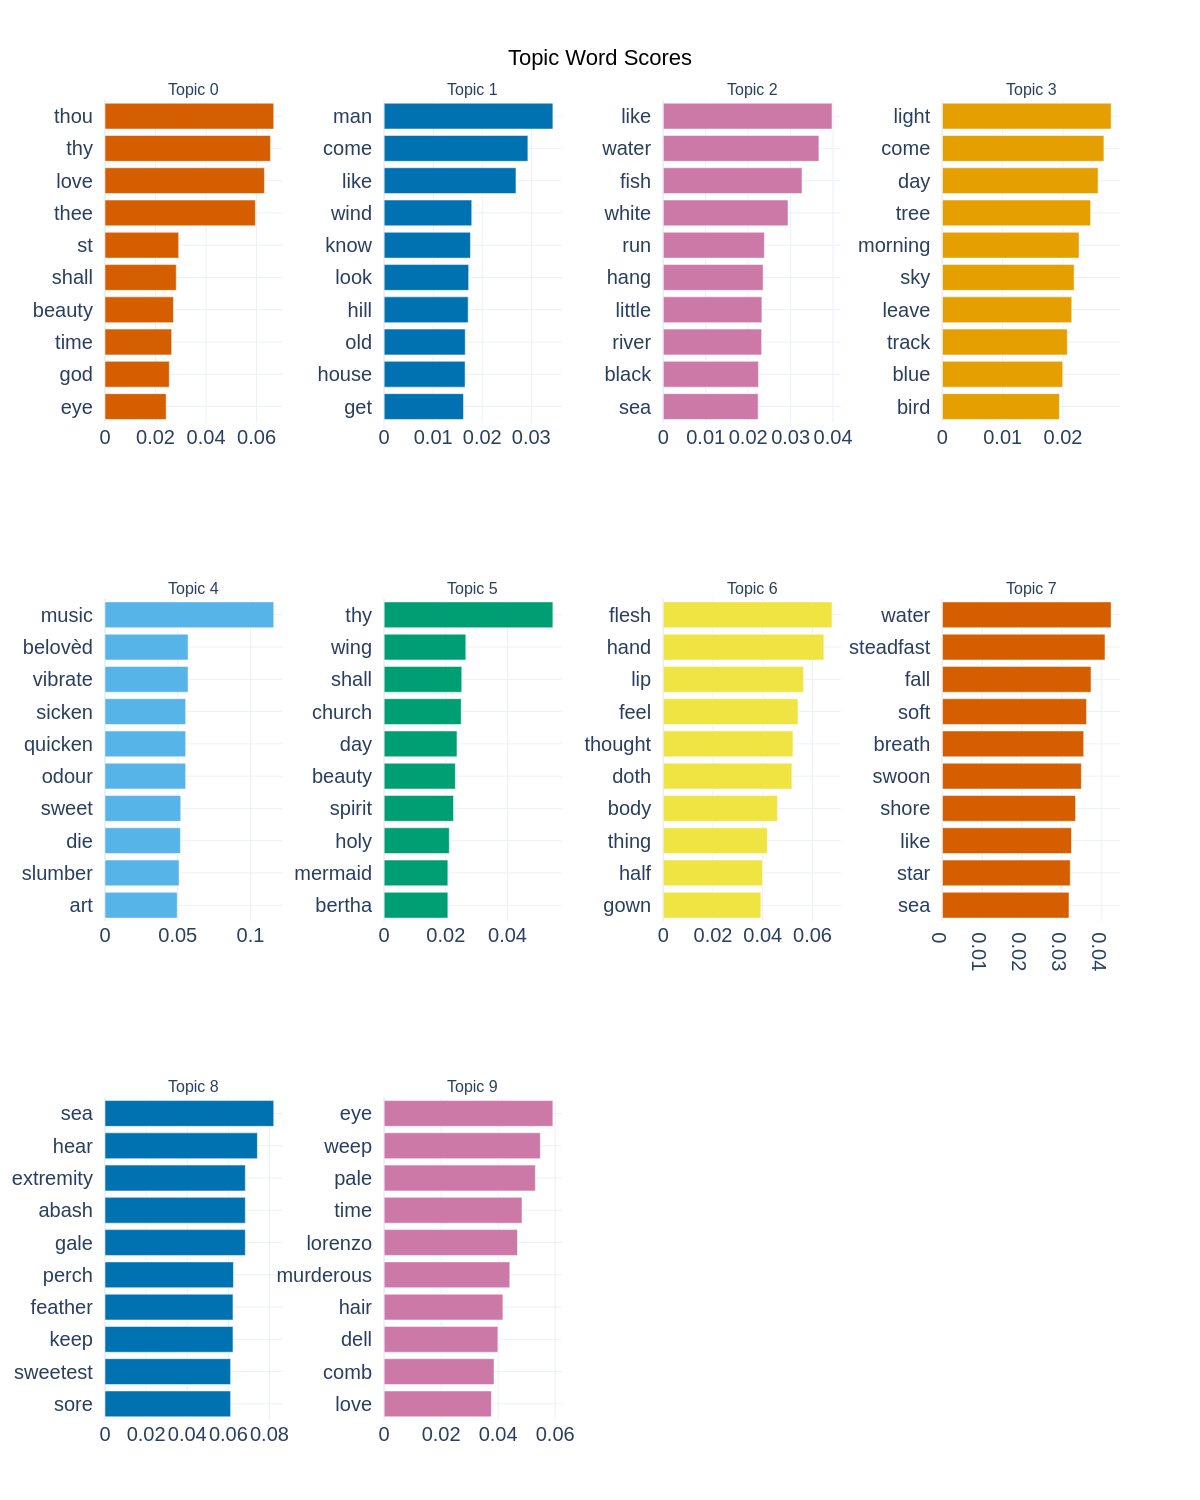 Topic Word Scores
Topic 0
thou
thy
love
thee
st
shall
beauty
time
god
eye
0 0.02 0.04 0.06
Topic 1
man
come
like
wind
know
look
hill
old
house
get
0 0.01 0.02 0.03
Topic 2
like
water
fish
white
run
hang
little
river
black
sea
0 0.01 0.02 0.03 0.04
Topic 3
light
come
day
tree
morning
sky
leave
track
blue
bird
0 0.01 0.02
Topic 4
music
belovèd
vibrate
sicken
quicken
odour
sweet
die
slumber
art
0 0.05 0.1
Topic 5
thy
wing
shall
church
day
beauty
spirit
holy
mermaid
bertha
0 0.02 0.04
Topic 6
flesh
hand
lip
feel
thought
doth
body
thing
half
gown
0 0.02 0.04 0.06
Topic 7
water
steadfast
fall
soft
breath
swoon
shore
like
star
sea
0 0.01 0.02 0.03 0.04
Topic 8
sea
hear
extremity
abash
gale
perch
feather
keep
sweetest
sore
0 0.02 0.04 0.06 0.08
Topic 9
eye
weep
pale
time
lorenzo
murderous
hair
dell
comb
love
0 0.02 0.04 0.06